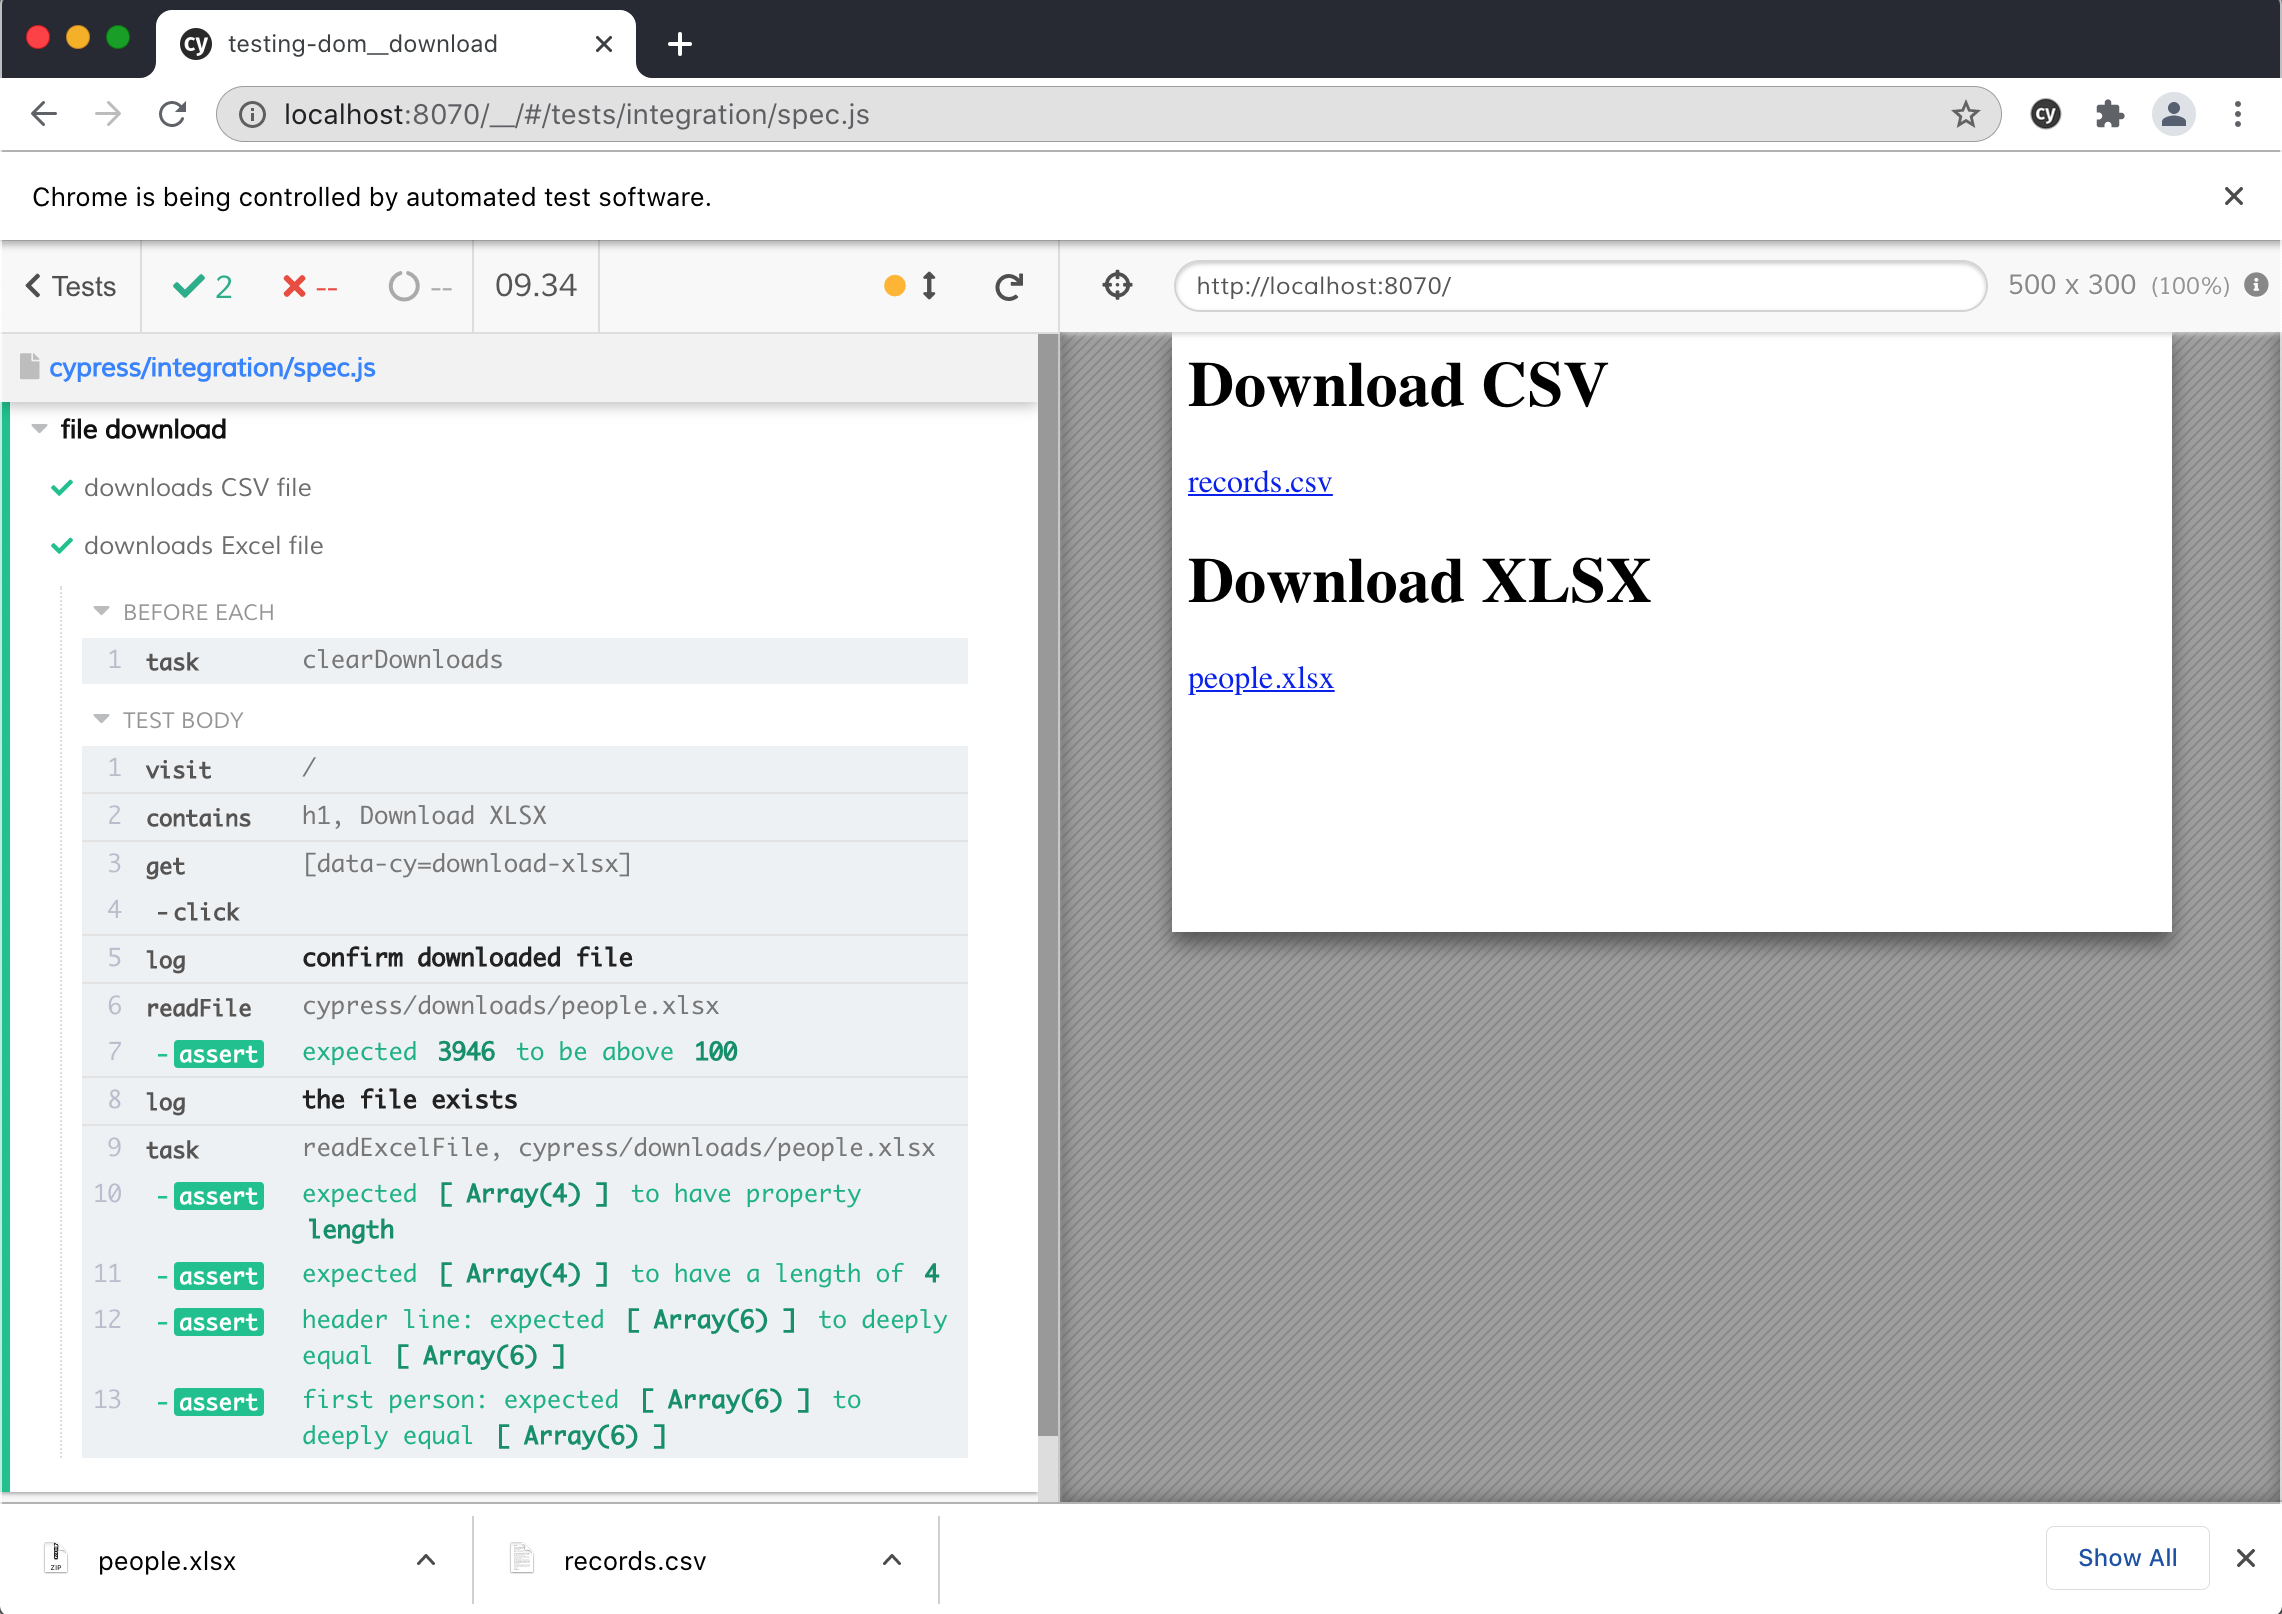 cy testing-dom__download
localhost:8070/__/#/tests/integration/spec.js cy
Chrome is being controlled by automated test software.
Tests 2 -- -- 09.34
http://localhost:8070/ 500 x 300 (100%)
cypress/integration/spec.js
file download
downloads CSV file
downloads Excel file
BEFORE EACH
1 task clearDownloads
TEST BODY
1 visit /
2 contains h1, Download XLSX
3 get [data-cy=download-xlsx]
4 -click
5 log confirm downloaded file
6 readFile cypress/downloads/people.xlsx
7 -assert expected 3946 to be above 100
8 log the file exists
9 task readExcelFile, cypress/downloads/people.xlsx
10 -assert expected [ Array(4) ] to have property
length
11 -assert expected [ Array(4) ] to have a length of 4
12 -assert header line: expected [ Array(6) ] to deeply
equal [ Array(6) ]
13 -assert first person: expected [ Array(6) ] to
deeply equal [ Array(6) ]
Download CSV
records.csv
Download XLSX
people.xlsx
ZIP people.xlsx
records.csv
Show All